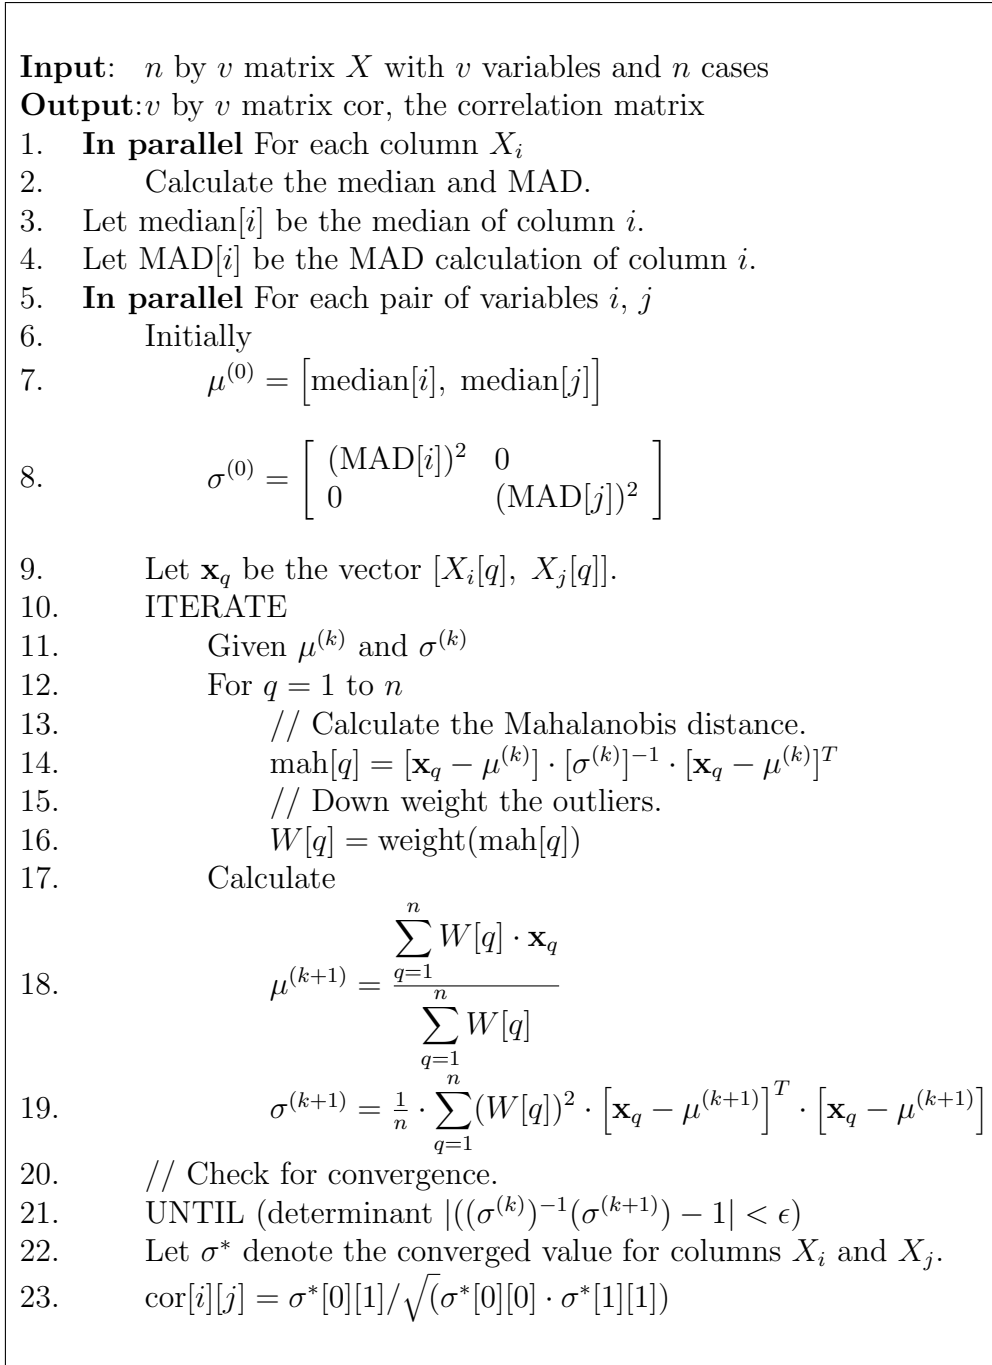 Input: n by v matrix X with v variables and n cases
Output:v by v matrix cor, the correlation matrix
1. In parallel For each column X_i
2. Calculate the median and MAD.
3. Let median[i] be the median of column i.
4. Let MAD[i] be the MAD calculation of column i.
5. In parallel For each pair of variables i, j
6. Initially
7. μ^{(0)} = [median[i], median[j]]
8. σ^{(0)} = [ (MAD[i])^2 0
0 (MAD[j])^2 ]
9. Let x_q be the vector [X_i[q], X_j[q]].
10. ITERATE
11. Given μ^{(k)} and σ^{(k)}
12. For q = 1 to n
13. // Calculate the Mahalanobis distance.
14. mah[q] = [x_q − μ^{(k)}] · [σ^{(k)}]^{−1} · [x_q − μ^{(k)}]^T
15. // Down weight the outliers.
16. W[q] = weight(mah[q])
17. Calculate
18. μ^{(k+1)} = \frac{\sum_{q=1}^{n} W[q] · x_q}{\sum_{q=1}^{n} W[q]}
19. σ^{(k+1)} = \frac{1}{n} · \sum_{q=1}^{n} (W[q])^2 · [x_q − μ^{(k+1)}]^T · [x_q − μ^{(k+1)}]
20. // Check for convergence.
21. UNTIL (determinant |((σ^{(k)})^{−1}(σ^{(k+1)}) − 1| < ϵ)
22. Let σ* denote the converged value for columns X_i and X_j.
23. cor[i][j] = σ*[0][1]/√(σ*[0][0] · σ*[1][1])